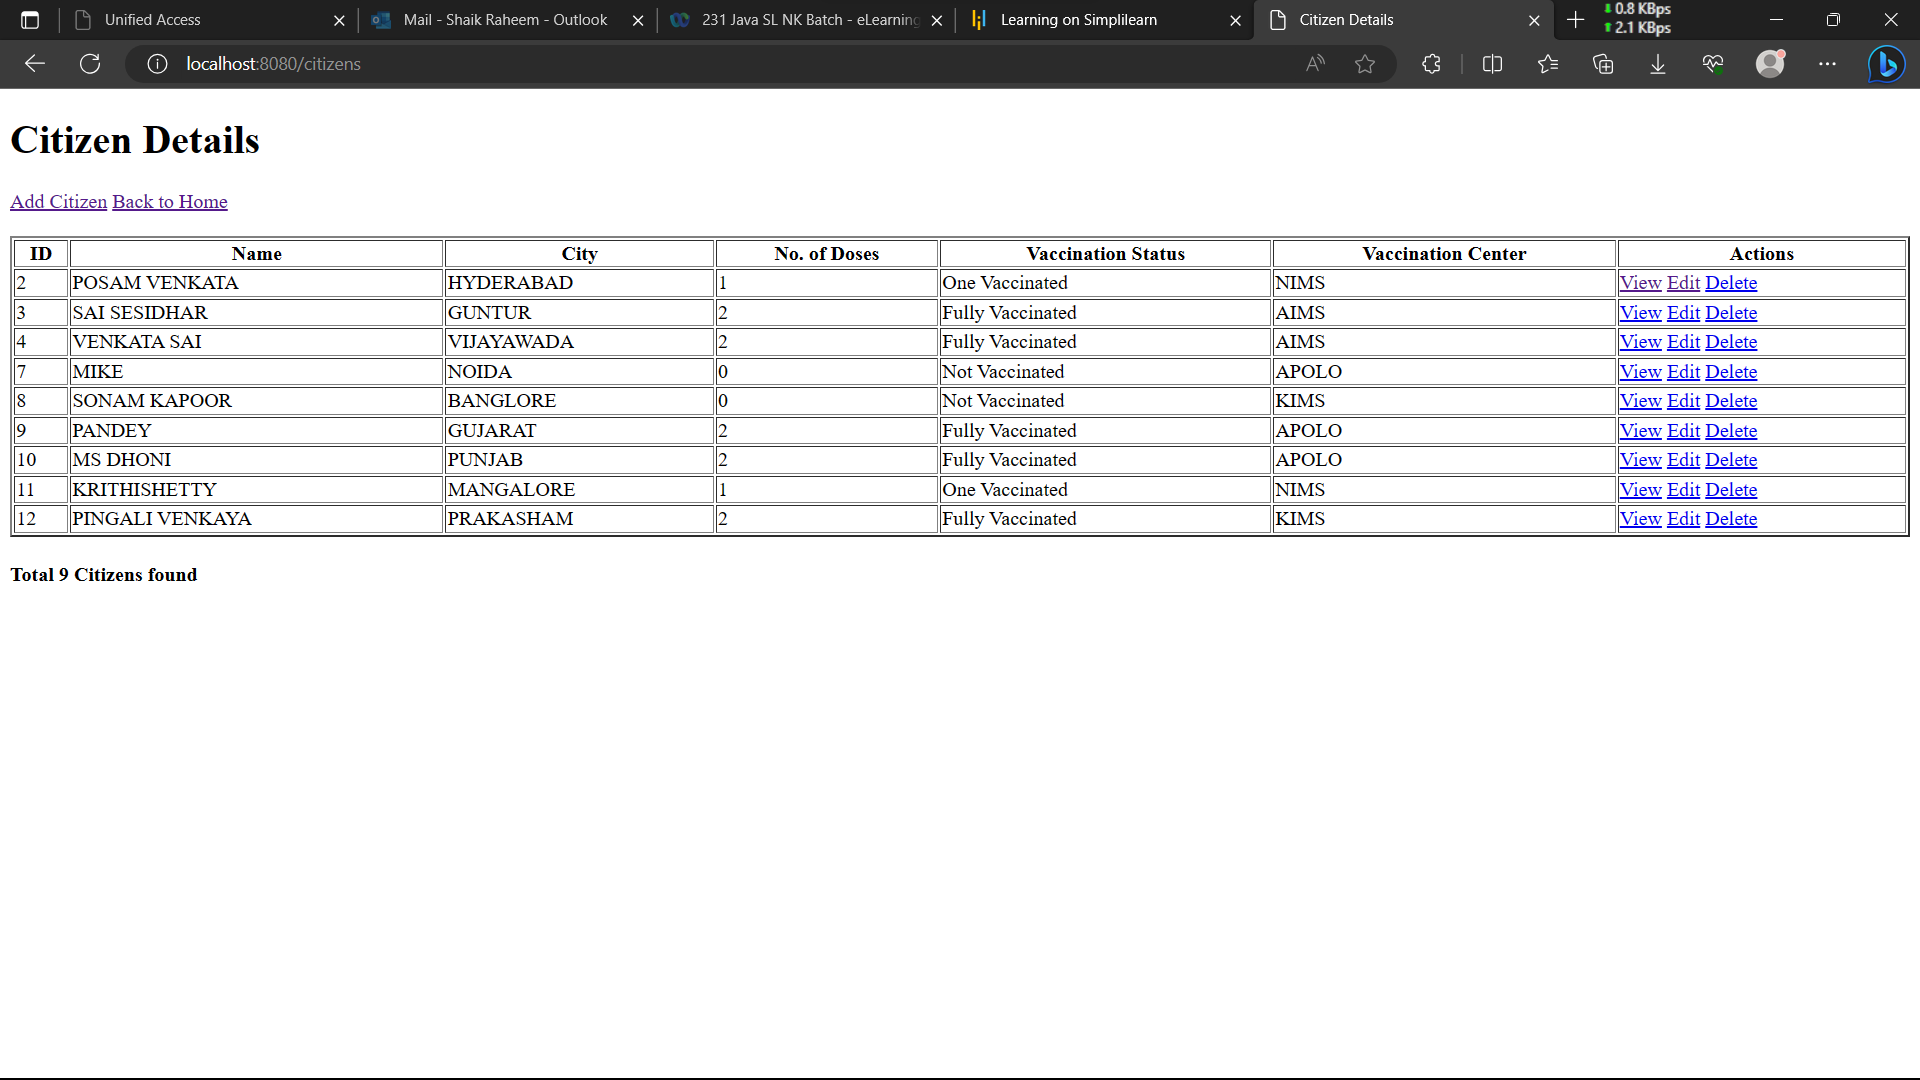 Unified Access Mail - Shaik Raheem - Outlook 231 Java SL NK Batch - eLearning Learning on Simplilearn Citizen Details 0.8 KBps
2.1 KBps
localhost:8080/citizens
Citizen Details
Add Citizen Back to Home
ID Name City No. of Doses Vaccination Status Vaccination Center Actions
2 POSAM VENKATA HYDERABAD 1 One Vaccinated NIMS View Edit Delete
3 SAI SESIDHAR GUNTUR 2 Fully Vaccinated AIMS View Edit Delete
4 VENKATA SAI VIJAYAWADA 2 Fully Vaccinated AIMS View Edit Delete
7 MIKE NOIDA 0 Not Vaccinated APOLO View Edit Delete
8 SONAM KAPOOR BANGLORE 0 Not Vaccinated KIMS View Edit Delete
9 PANDEY GUJARAT 2 Fully Vaccinated APOLO View Edit Delete
10 MS DHONI PUNJAB 2 Fully Vaccinated APOLO View Edit Delete
11 KRITHISHETTY MANGALORE 1 One Vaccinated NIMS View Edit Delete
12 PINGALI VENKAYA PRAKASHAM 2 Fully Vaccinated KIMS View Edit Delete
Total 9 Citizens found